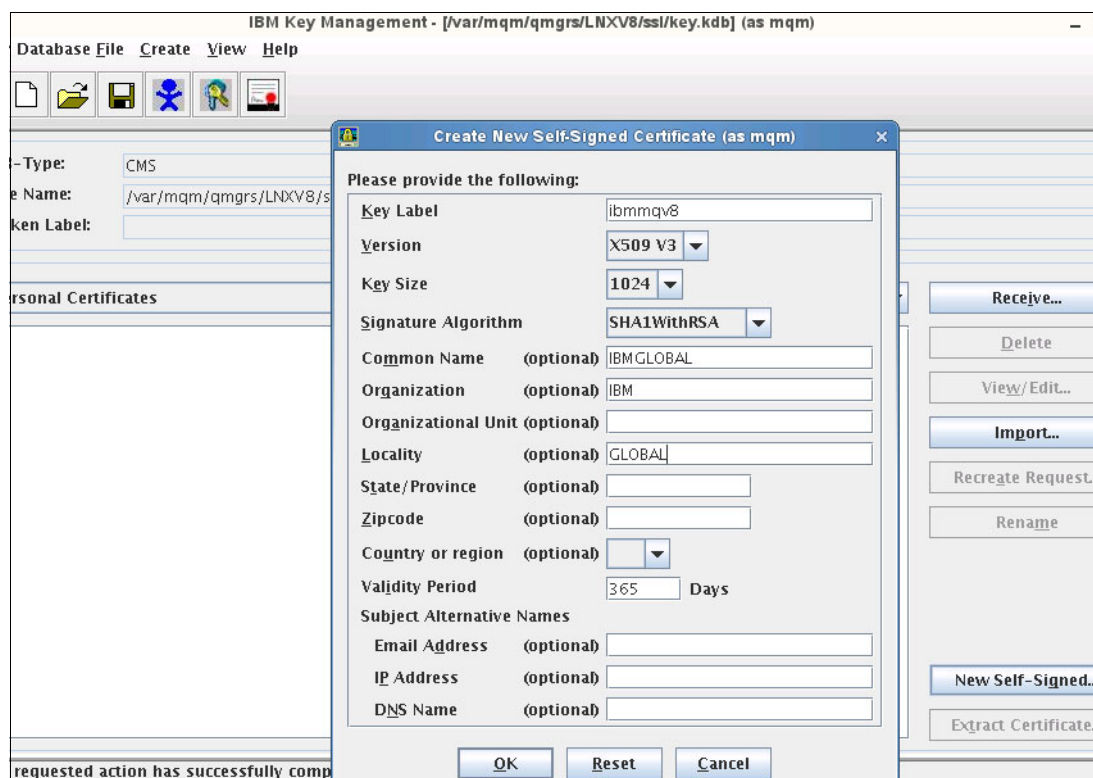 IBM Key Management - [/var/mqm/qmgrs/LNXV8/ssl/key.kdb] (as mqm)
Database File Create View Help
Create New Self-Signed Certificate (as mqm)
-Type: CMS
e Name: /var/mqm/qmgrs/LNXV8/s
ken Label:
ersonal Certificates
Please provide the following:
Key Label ibmmqv8
Version X509 V3
Key Size 1024
Signature Algorithm SHA1WithRSA
Common Name (optional) IBMGLOBAL
Organization (optional) IBM
Organizational Unit (optional)
Locality (optional) GLOBAL
State/Province (optional)
Zipcode (optional)
Country or region (optional)
Validity Period 365 Days
Subject Alternative Names
Email Address (optional)
IP Address (optional)
DNS Name (optional)
OK Reset Cancel
Receive...
Delete
View/Edit...
Import...
Recreate Request.
Rename
New Self-Signed..
Extract Certificate.
requested action has successfully comp